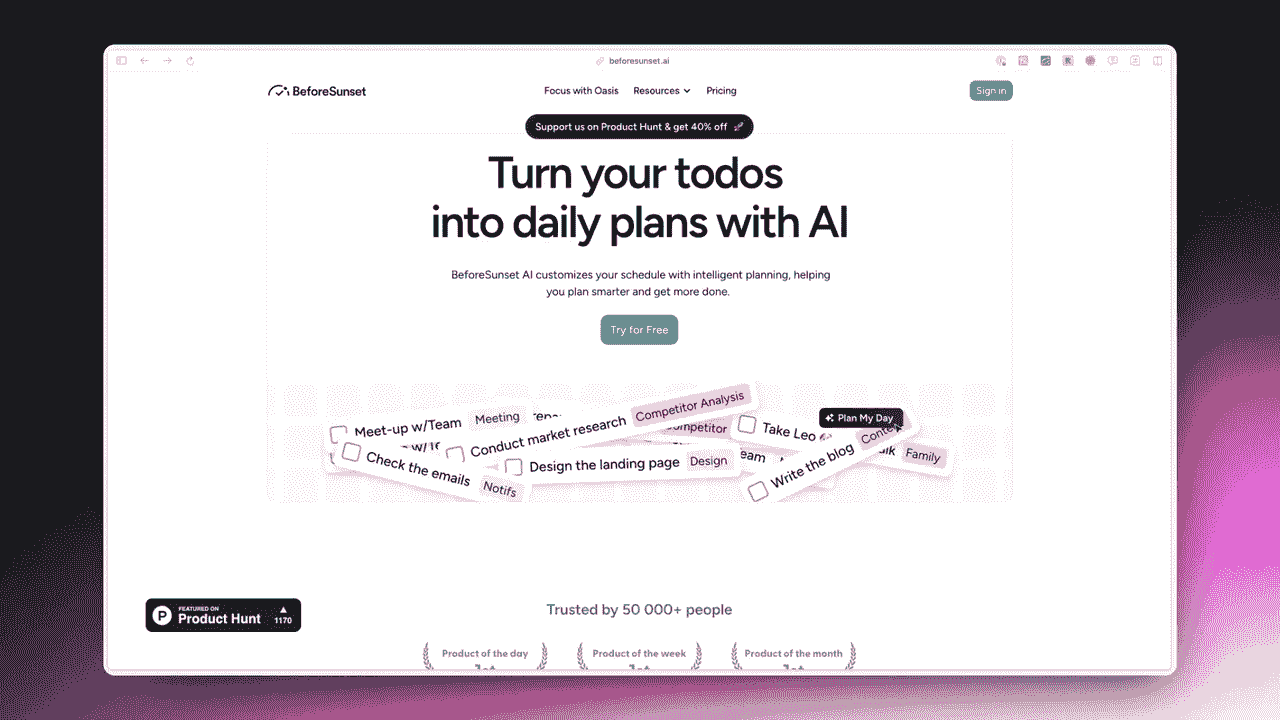 beforesunset.ai
BeforeSunset
Focus with Oasis
Resources
Pricing
Sign in
Support us on Product Hunt & get 40% off 🚀
Turn your todos
into daily plans with AI
BeforeSunset AI customizes your schedule with intelligent planning, helping
you plan smarter and get more done.
Try for Free
Meet-up w/Team Meeting
Conduct market research Competitor Analysis
Competitor
Take Leo
Plan My Day
Check the emails Notifs
Design the landing page Design
Write the blog
Family
FEATURED ON
Product Hunt
1170
Trusted by 50 000+ people
Product of the day
Product of the week
Product of the month